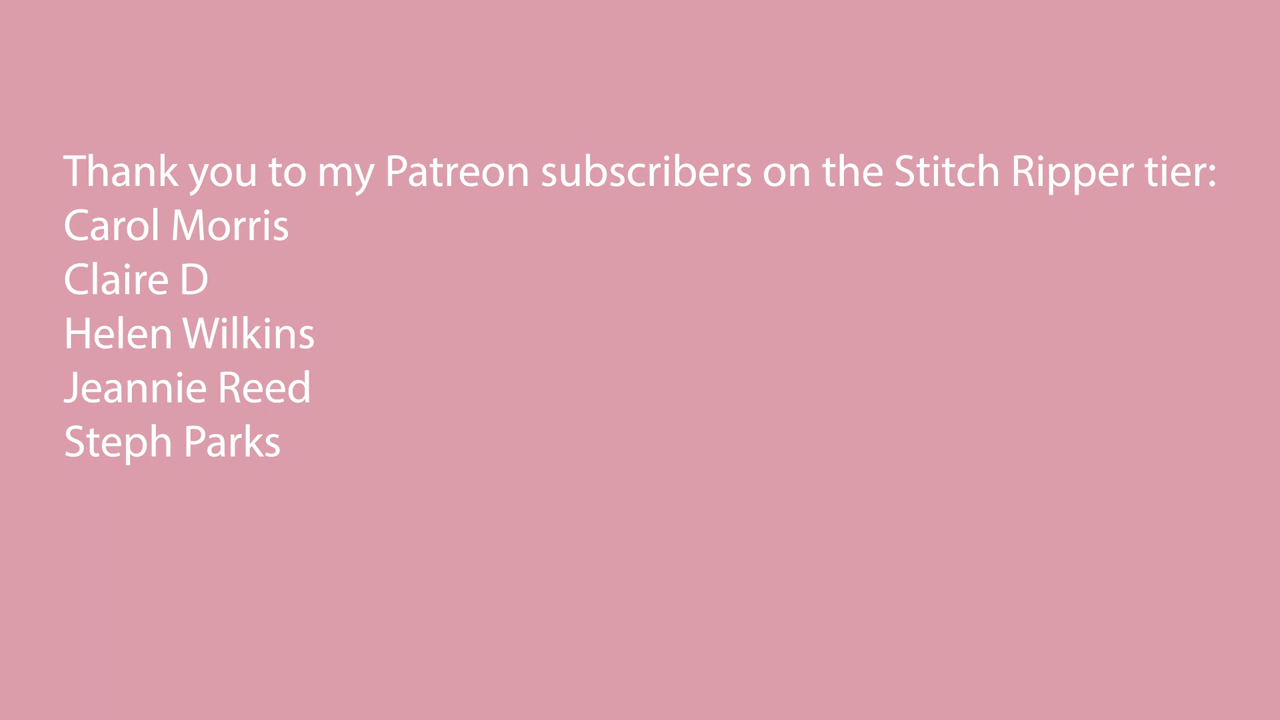 Thank you to my Patreon subscribers on the Stitch Ripper tier:
Carol Morris
Claire D
Helen Wilkins
Jeannie Reed
Steph Parks